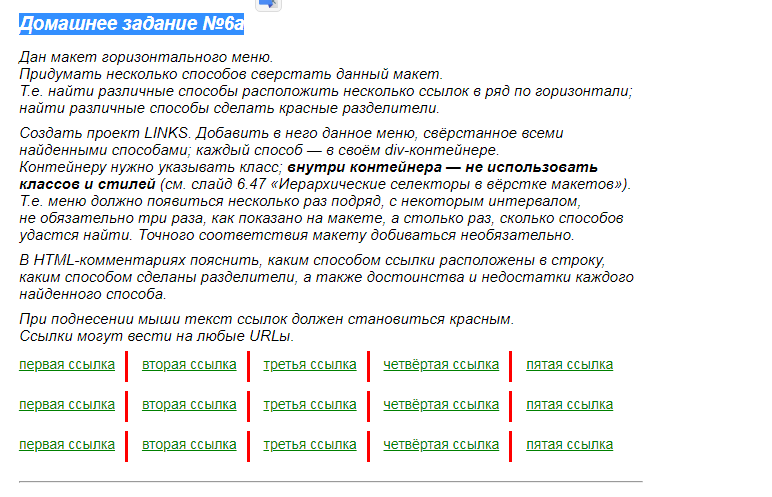 Домашнее задание №6a
Дан макет горизонтального меню.
Придумать несколько способов сверстать данный макет.
Т.е. найти различные способы расположить несколько ссылок в ряд по горизонтали;
найти различные способы сделать красные разделители.
Создать проект LINKS. Добавить в него данное меню, свёрстанное всеми
найденными способами; каждый способ — в своём div-контейнере.
Контейнеру нужно указывать класс; внутри контейнера — не использовать
классов и стилей (см. слайд 6.47 «Иерархические селекторы в вёрстке макетов»).
Т.е. меню должно появиться несколько раз подряд, с некоторым интервалом,
не обязательно три раза, как показано на макете, а столько раз, сколько способов
удастся найти. Точного соответствия макету добиваться необязательно.
В HTML-комментариях пояснить, каким способом ссылки расположены в строку,
каким способом сделаны разделители, а также достоинства и недостатки каждого
найденного способа.
При поднесении мыши текст ссылок должен становиться красным.
Ссылки могут вести на любые URLы.
первая ссылка вторая ссылка третья ссылка четвёртая ссылка пятая ссылка
первая ссылка вторая ссылка третья ссылка четвёртая ссылка пятая ссылка
первая ссылка вторая ссылка третья ссылка четвёртая ссылка пятая ссылка